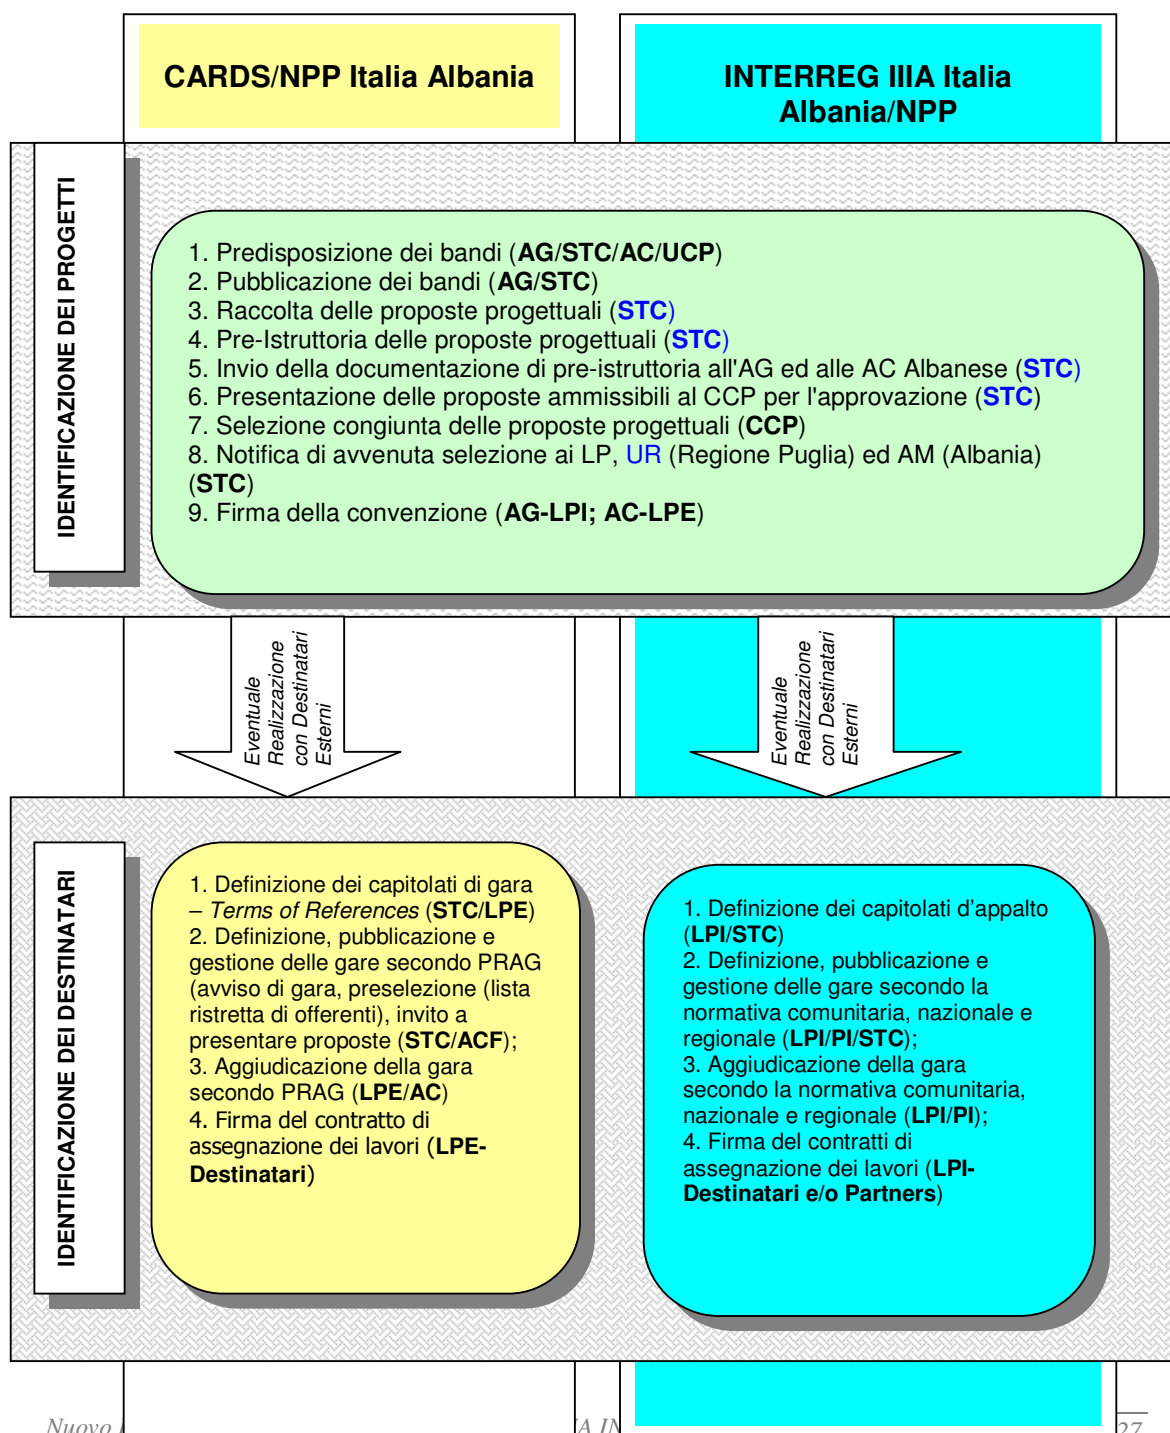 CARDS/NPP Italia Albania
INTERREG IIIA Italia
Albania/NPP
IDENTIFICAZIONE DEI PROGETTI
1. Predisposizione dei bandi (AG/STC/AC/UCP)
2. Pubblicazione dei bandi (AG/STC)
3. Raccolta delle proposte progettuali (STC)
4. Pre-Istruttoria delle proposte progettuali (STC)
5. Invio della documentazione di pre-istruttoria all'AG ed alle AC Albanese (STC)
6. Presentazione delle proposte ammissibili al CCP per l'approvazione (STC)
7. Selezione congiunta delle proposte progettuali (CCP)
8. Notifica di avvenuta selezione ai LP, UR (Regione Puglia) ed AM (Albania)
(STC)
9. Firma della convenzione (AG-LPI; AC-LPE)
Eventuale
Realizzazione
con Destinatari
Esterni
Eventuale
Realizzazione
con Destinatari
Esterni
IDENTIFICAZIONE DEI DESTINATARI
1. Definizione dei capitolati di gara
– Terms of References (STC/LPE)
2. Definizione, pubblicazione e
gestione delle gare secondo PRAG
(avviso di gara, preselezione (lista
ristretta di offerenti), invito a
presentare proposte (STC/ACF);
3. Aggiudicazione della gara
secondo PRAG (LPE/AC)
4. Firma del contratto di
assegnazione dei lavori (LPE-
Destinatari)
1. Definizione dei capitolati d’appalto
(LPI/STC)
2. Definizione, pubblicazione e
gestione delle gare secondo la
normativa comunitaria, nazionale e
regionale (LPI/PI/STC);
3. Aggiudicazione della gara
secondo la normativa comunitaria,
nazionale e regionale (LPI/PI);
4. Firma del contratti di
assegnazione dei lavori (LPI-
Destinatari e/o Partners)
Nuovo
27